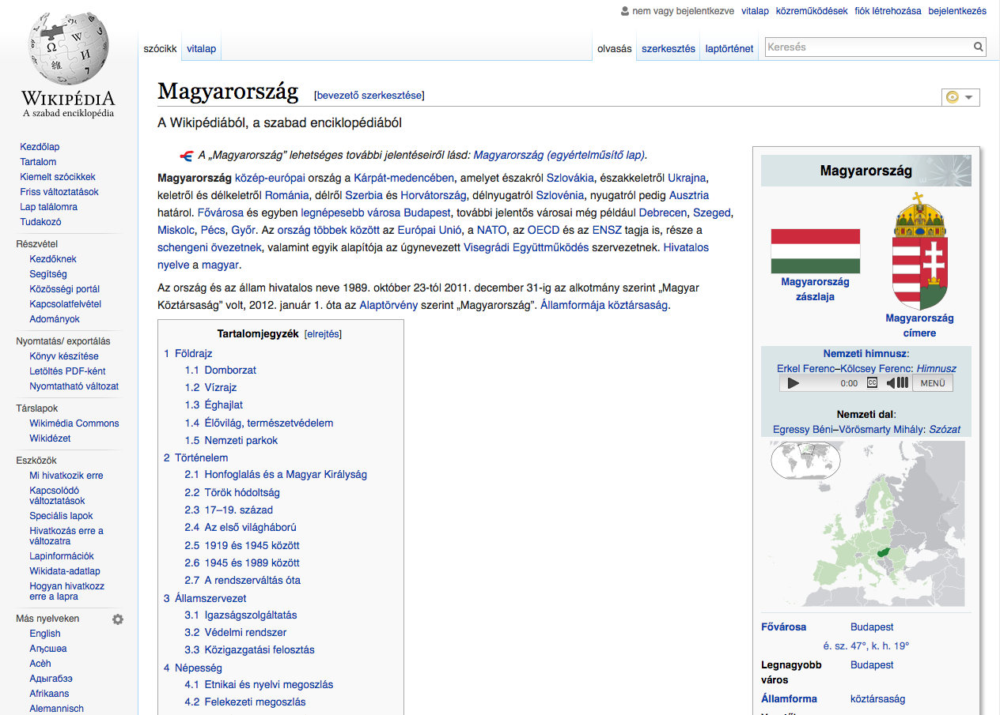 nem vagy bejelentkezve vitalap közreműködések fiók létrehozása bejelentkezés
szócikk vitalap
olvasás szerkesztés laptörténet Keresés
WIKIPÉDIA
A szabad enciklopédia
Kezdőlap
Tartalom
Kiemelt szócikkek
Friss változtatások
Lap találomra
Tudakozó
Részvétel
Kezdőknek
Segítség
Közösségi portál
Kapcsolatfelvétel
Adományok
Nyomtatás/ exportálás
Könyv készítése
Letöltés PDF-ként
Nyomtatható változat
Társlapok
Wikimédia Commons
Wikidézet
Eszközök
Mi hivatkozik erre
Kapcsolódó
változtatások
Speciális lapok
Hivatkozás erre a
változatra
Lapinformációk
Wikidata-adatlap
Hogyan hivatkozz
erre a lapra
Más nyelveken
English
Аҧсшәа
Acèh
Адыгабзэ
Afrikaans
Alemannisch
Magyarország [bevezető szerkesztése]
A Wikipédiából, a szabad enciklopédiából
A „Magyarország” lehetséges további jelentéseiről lásd: Magyarország (egyértelműsítő lap).
Magyarország közép-európai ország a Kárpát-medencében, amelyet északról Szlovákia, északkeletről Ukrajna,
keletről és délkeletről Románia, délről Szerbia és Horvátország, délnyugatról Szlovénia, nyugatról pedig Ausztria
határol. Fővárosa és egyben legnépesebb városa Budapest, további jelentős városai még például Debrecen, Szeged,
Miskolc, Pécs, Győr. Az ország többek között az Európai Unió, a NATO, az OECD és az ENSZ tagja is, része a
schengeni övezetnek, valamint egyik alapítója az úgynevezett Visegrádi Együttműködés szervezetnek. Hivatalos
nyelve a magyar.
Az ország és az állam hivatalos neve 1989. október 23-tól 2011. december 31-ig az alkotmány szerint „Magyar
Köztársaság” volt, 2012. január 1. óta az Alaptörvény szerint „Magyarország”. Államformája köztársaság.
Tartalomjegyzék [elrejtés]
1 Földrajz
1.1 Domborzat
1.2 Vízrajz
1.3 Éghajlat
1.4 Élővilág, természetvédelem
1.5 Nemzeti parkok
2 Történelem
2.1 Honfoglalás és a Magyar Királyság
2.2 Török hódoltság
2.3 17–19. század
2.4 Az első világháború
2.5 1919 és 1945 között
2.6 1945 és 1989 között
2.7 A rendszerváltás óta
3 Államszervezet
3.1 Igazságszolgáltatás
3.2 Védelmi rendszer
3.3 Közigazgatási felosztás
4 Népesség
4.1 Etnikai és nyelvi megoszlás
4.2 Felekezeti megoszlás
Magyarország
Magyarország
zászlaja
Magyarország
címere
Nemzeti himnusz:
Erkel Ferenc–Kölcsey Ferenc: Himnusz
0:00 CC MENÜ
Nemzeti dal:
Egressy Béni–Vörösmarty Mihály: Szózat
Fővárosa Budapest
é. sz. 47°, k. h. 19°
Legnagyobb Budapest
város
Államforma köztársaság